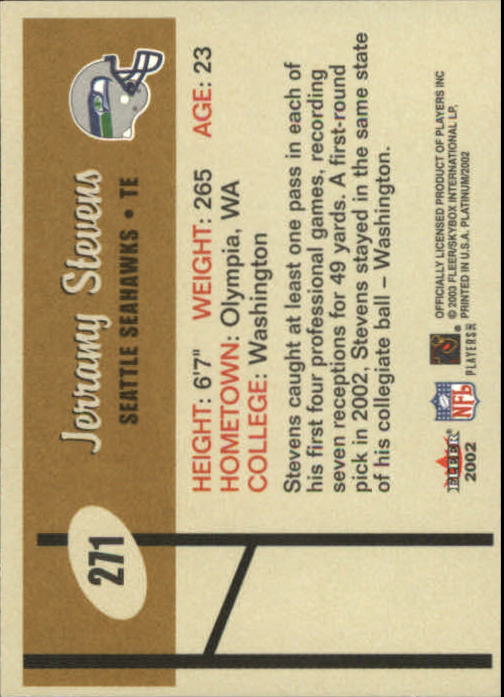 271
Jerramy Stevens
SEATTLE SEAHAWKS • TE
HEIGHT: 6'7" WEIGHT: 265 AGE: 23
HOMETOWN: Olympia, WA
COLLEGE: Washington
Stevens caught at least one pass in each of
his first four professional games, recording
seven receptions for 49 yards. A first-round
pick in 2002. Stevens stayed in the same state
of his collegiate ball – Washington.
FLEER®
2002
NFL
PLAYERS INC
OFFICIALLY LICENSED PRODUCT OF PLAYERS INC
© 2003 FLEER/SKYBOX INTERNATIONAL LP,
PRINTED IN U.S.A. PLATINUM/2002